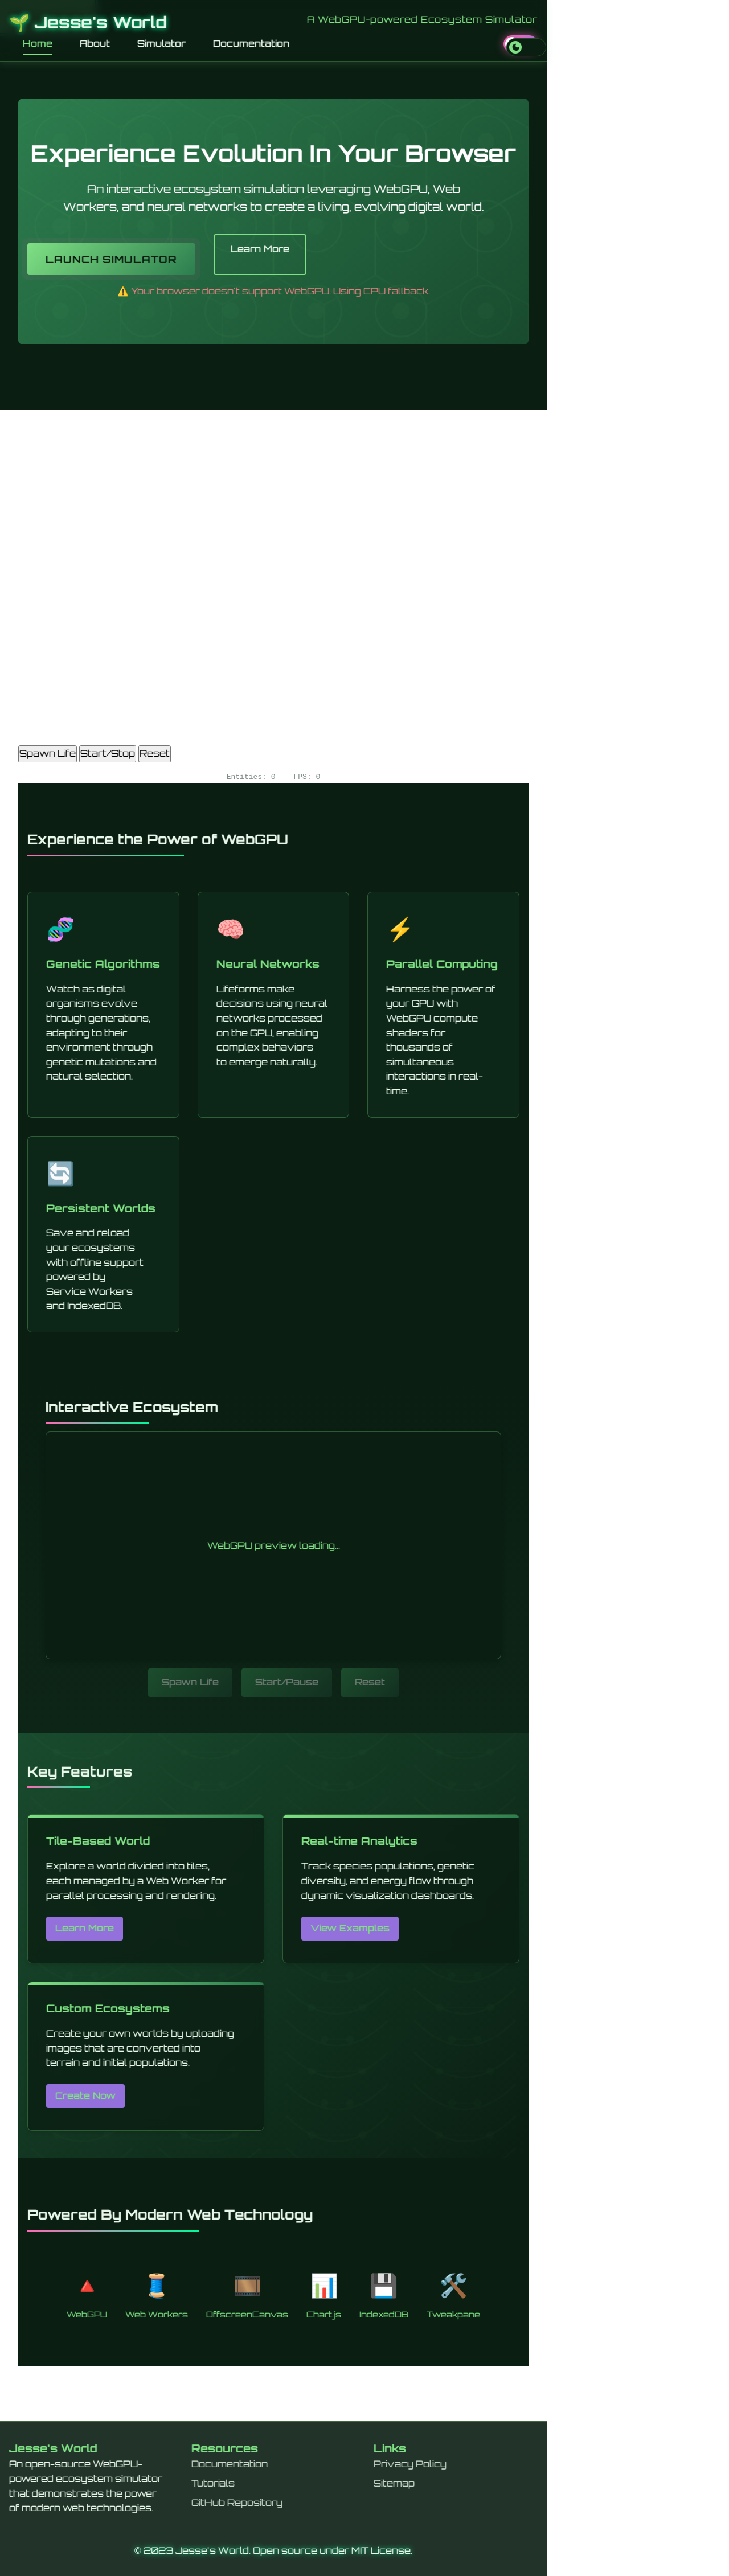 🌱 Jesse's World
A WebGPU-powered Ecosystem Simulator
Home
About
Simulator
Documentation
Experience Evolution In Your Browser
An interactive ecosystem simulation leveraging WebGPU, Web
Workers, and neural networks to create a living, evolving digital world.
LAUNCH SIMULATOR
Learn More
⚠️ Your browser doesn't support WebGPU. Using CPU fallback.
Spawn Life
Start/Stop
Reset
Entities: 0
FPS: 0
Experience the Power of WebGPU
Genetic Algorithms
Watch as digital
organisms evolve
through generations,
adapting to their
environment through
genetic mutations and
natural selection.
Neural Networks
Lifeforms make
decisions using neural
networks processed
on the GPU, enabling
complex behaviors
to emerge naturally.
Parallel Computing
Harness the power of
your GPU with
WebGPU compute
shaders for
thousands of
simultaneous
interactions in real-
time.
Persistent Worlds
Save and reload
your ecosystems
with offline support
powered by
Service Workers
and IndexedDB.
Interactive Ecosystem
WebGPU preview loading...
Spawn Life
Start/Pause
Reset
Key Features
Tile-Based World
Explore a world divided into tiles,
each managed by a Web Worker for
parallel processing and rendering.
Learn More
Real-time Analytics
Track species populations, genetic
diversity, and energy flow through
dynamic visualization dashboards.
View Examples
Custom Ecosystems
Create your own worlds by uploading
images that are converted into
terrain and initial populations.
Create Now
Powered By Modern Web Technology
WebGPU
Web Workers
OffscreenCanvas
Chart.js
IndexedDB
Tweakpane
Jesse's World
An open-source WebGPU-
powered ecosystem simulator
that demonstrates the power
of modern web technologies.
Resources
Documentation
Tutorials
GitHub Repository
Links
Privacy Policy
Sitemap
© 2023 Jesse's World. Open source under MIT License.